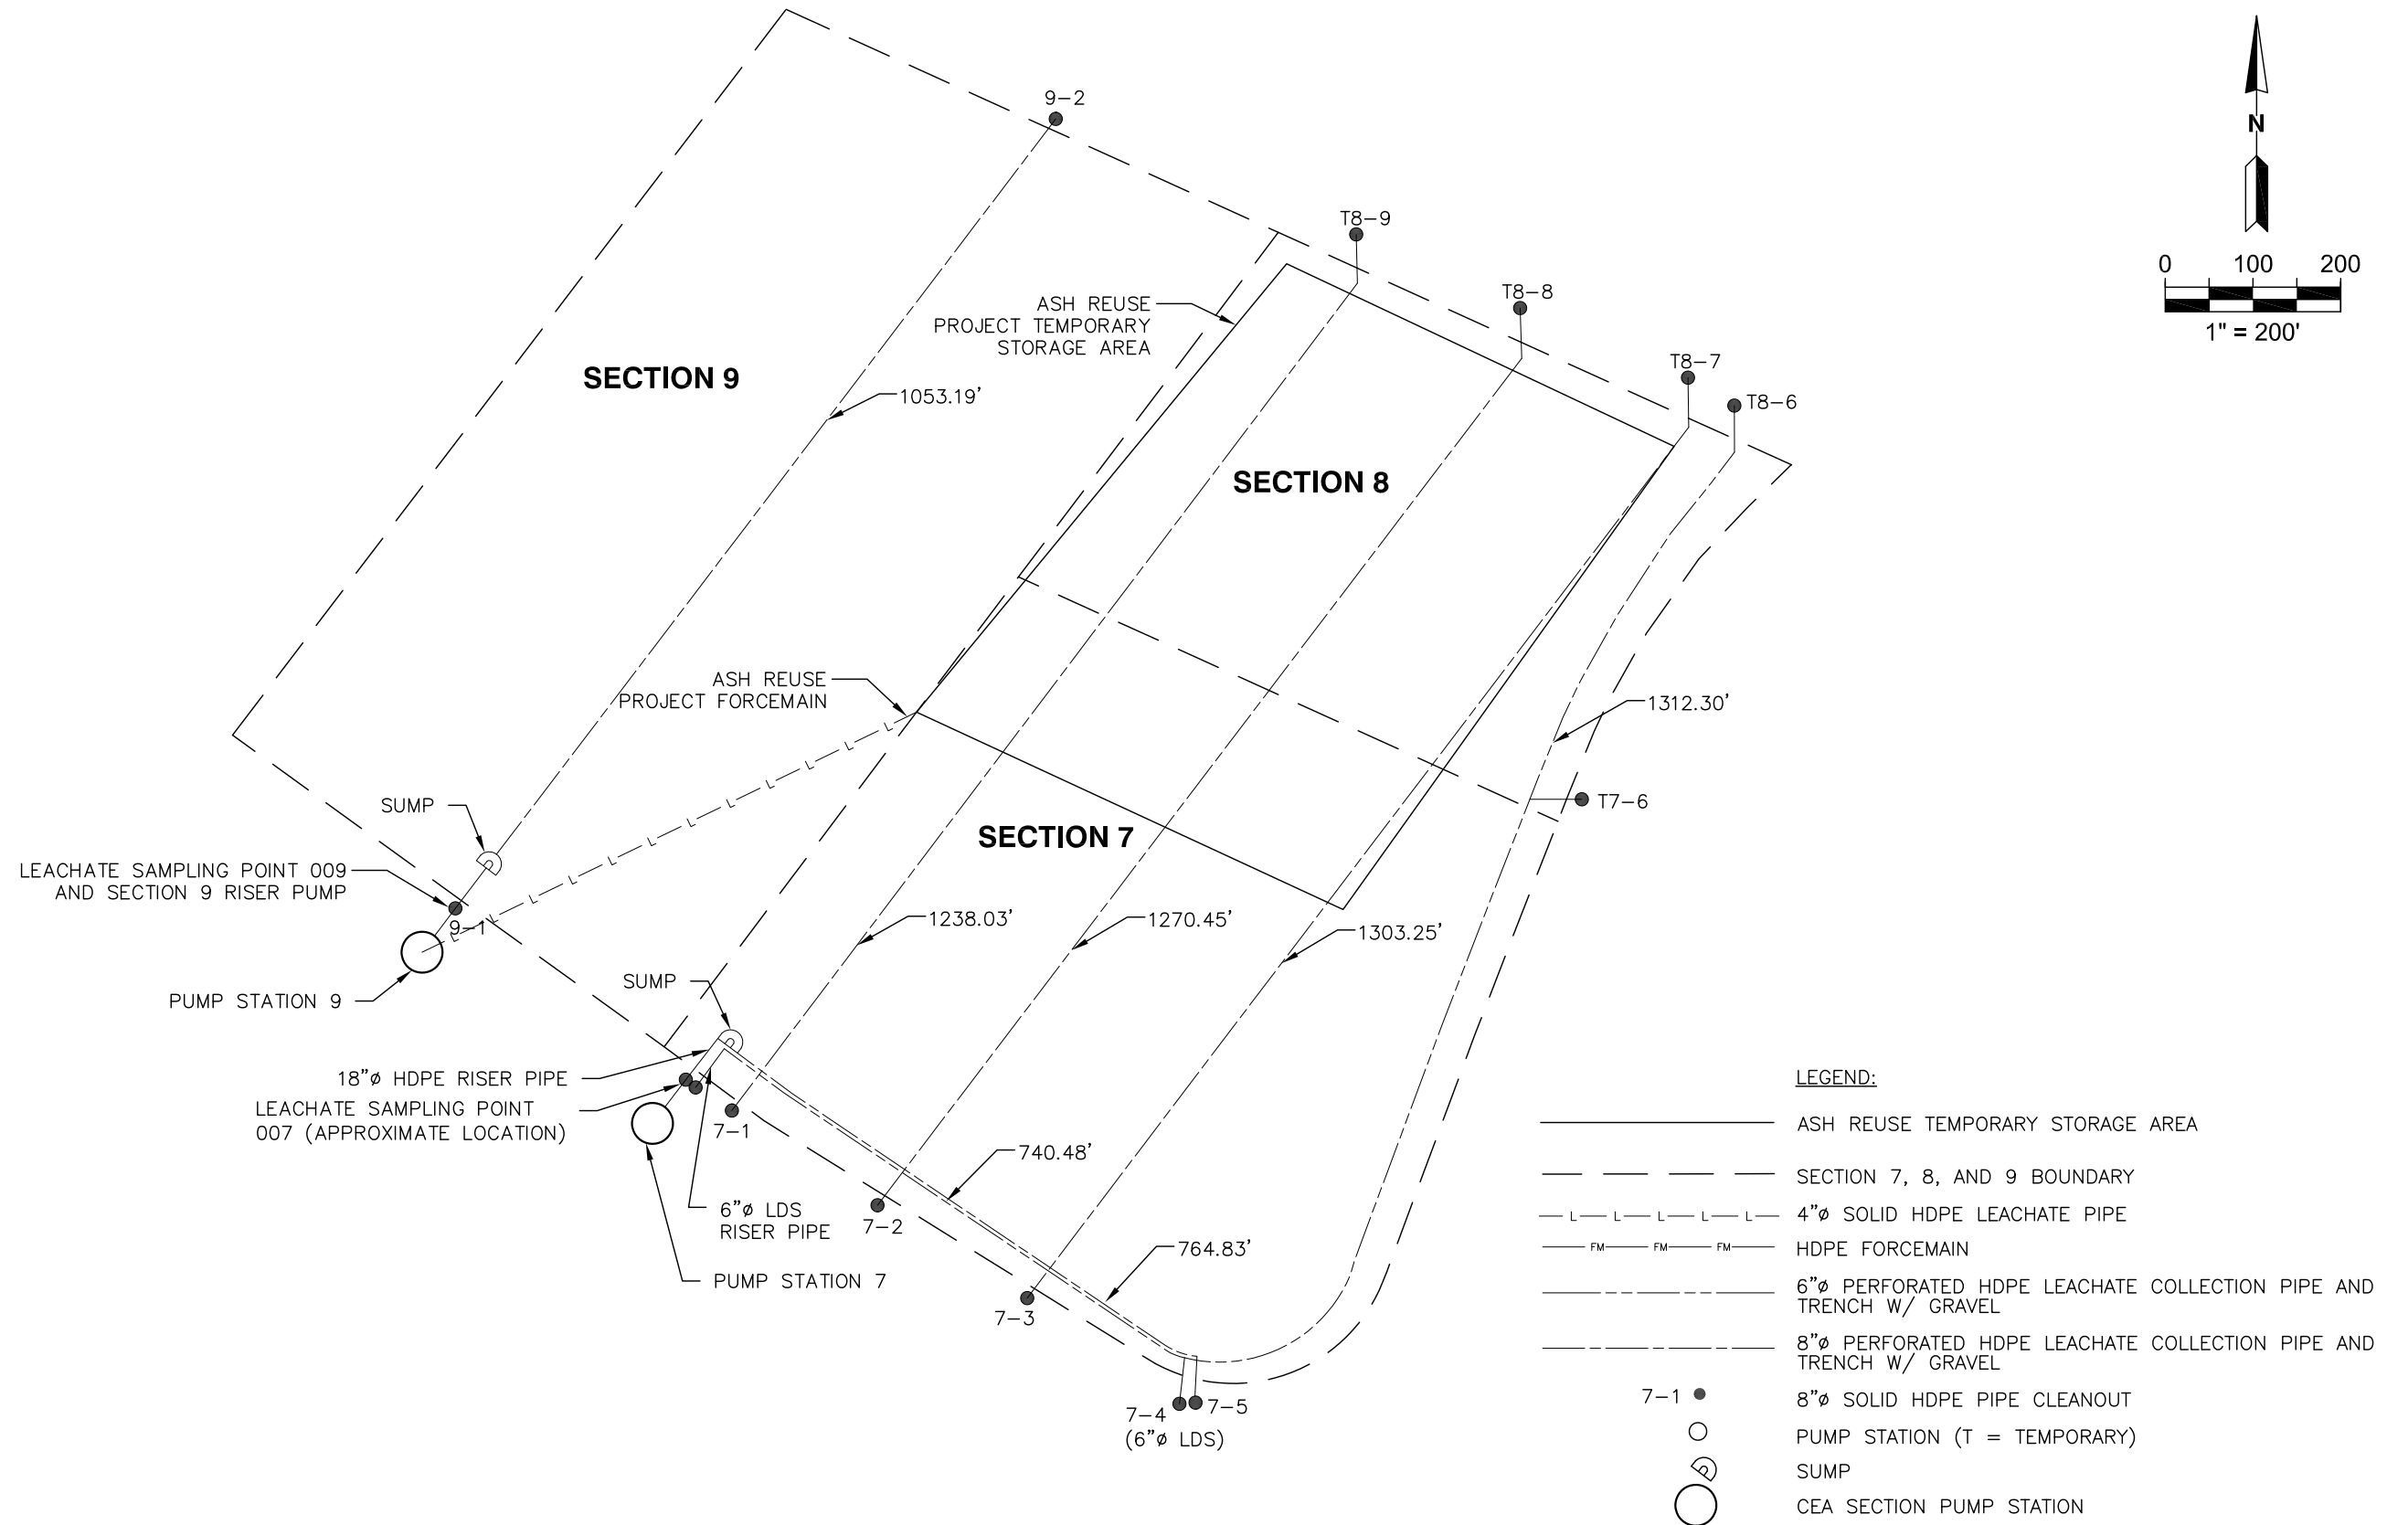 9-2
N
0 100 200
1" = 200'
T8-9
T8-8
T8-7
T8-6
ASH REUSE
PROJECT TEMPORARY
STORAGE AREA
SECTION 9
1053.19'
SECTION 8
ASH REUSE
PROJECT FORCEMAIN
1312.30'
T7-6
SUMP
SECTION 7
LEACHATE SAMPLING POINT 009
AND SECTION 9 RISER PUMP
9-1
1238.03'
1270.45'
1303.25'
PUMP STATION 9
SUMP
18"ø HDPE RISER PIPE
LEACHATE SAMPLING POINT
007 (APPROXIMATE LOCATION)
7-1
740.48'
6"ø LDS
RISER PIPE
7-2
764.83'
PUMP STATION 7
7-3
7-4
7-5
(6"ø LDS)
LEGEND:
ASH REUSE TEMPORARY STORAGE AREA
SECTION 7, 8, AND 9 BOUNDARY
L L L L L
4"ø SOLID HDPE LEACHATE PIPE
FM FM FM
HDPE FORCEMAIN
6"ø PERFORATED HDPE LEACHATE COLLECTION PIPE AND
TRENCH W/ GRAVEL
8"ø PERFORATED HDPE LEACHATE COLLECTION PIPE AND
TRENCH W/ GRAVEL
7-1
8"ø SOLID HDPE PIPE CLEANOUT
PUMP STATION (T = TEMPORARY)
SUMP
CEA SECTION PUMP STATION